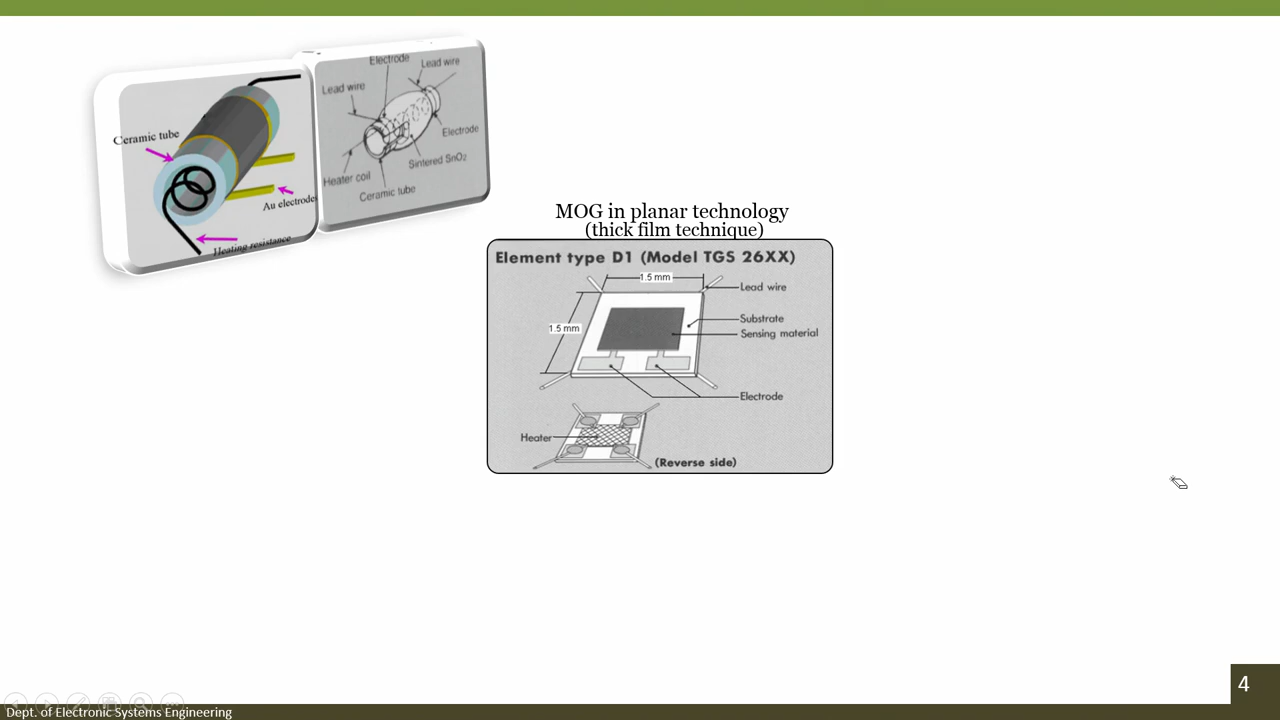 Ceramic tube
Au electrodes
Heating resistance
Electrode
Lead wire
Lead wire
Electrode
Sintered SnO₂
Heater coil
Ceramic tube
MOG in planar technology
(thick film technique)
Element type D1 (Model TGS 26XX)
1.5 mm
Lead wire
1.5 mm
Substrate
Sensing material
Electrode
Heater
(Reverse side)
4
Dept. of Electronic Systems Engineering